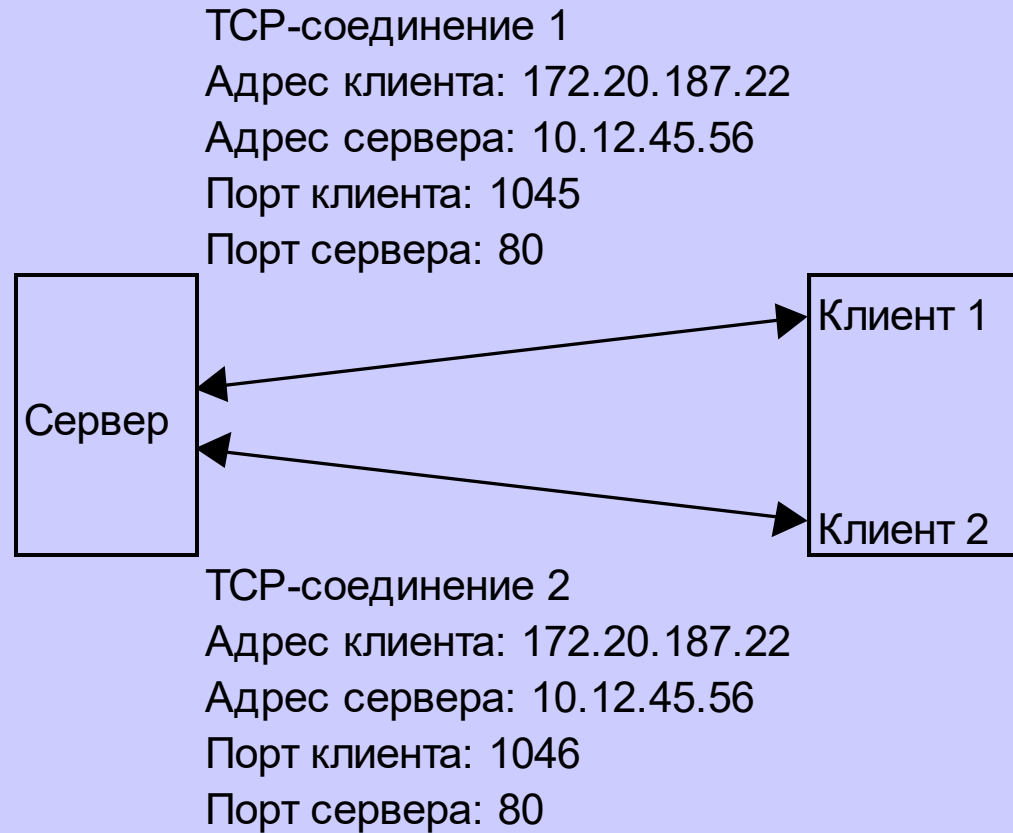 TCP-соединение 1
Адрес клиента: 172.20.187.22
Адрес сервера: 10.12.45.56
Порт клиента: 1045
Порт сервера: 80
Клиент 1
Сервер
Клиент 2
TCP-соединение 2
Адрес клиента: 172.20.187.22
Адрес сервера: 10.12.45.56
Порт клиента: 1046
Порт сервера: 80